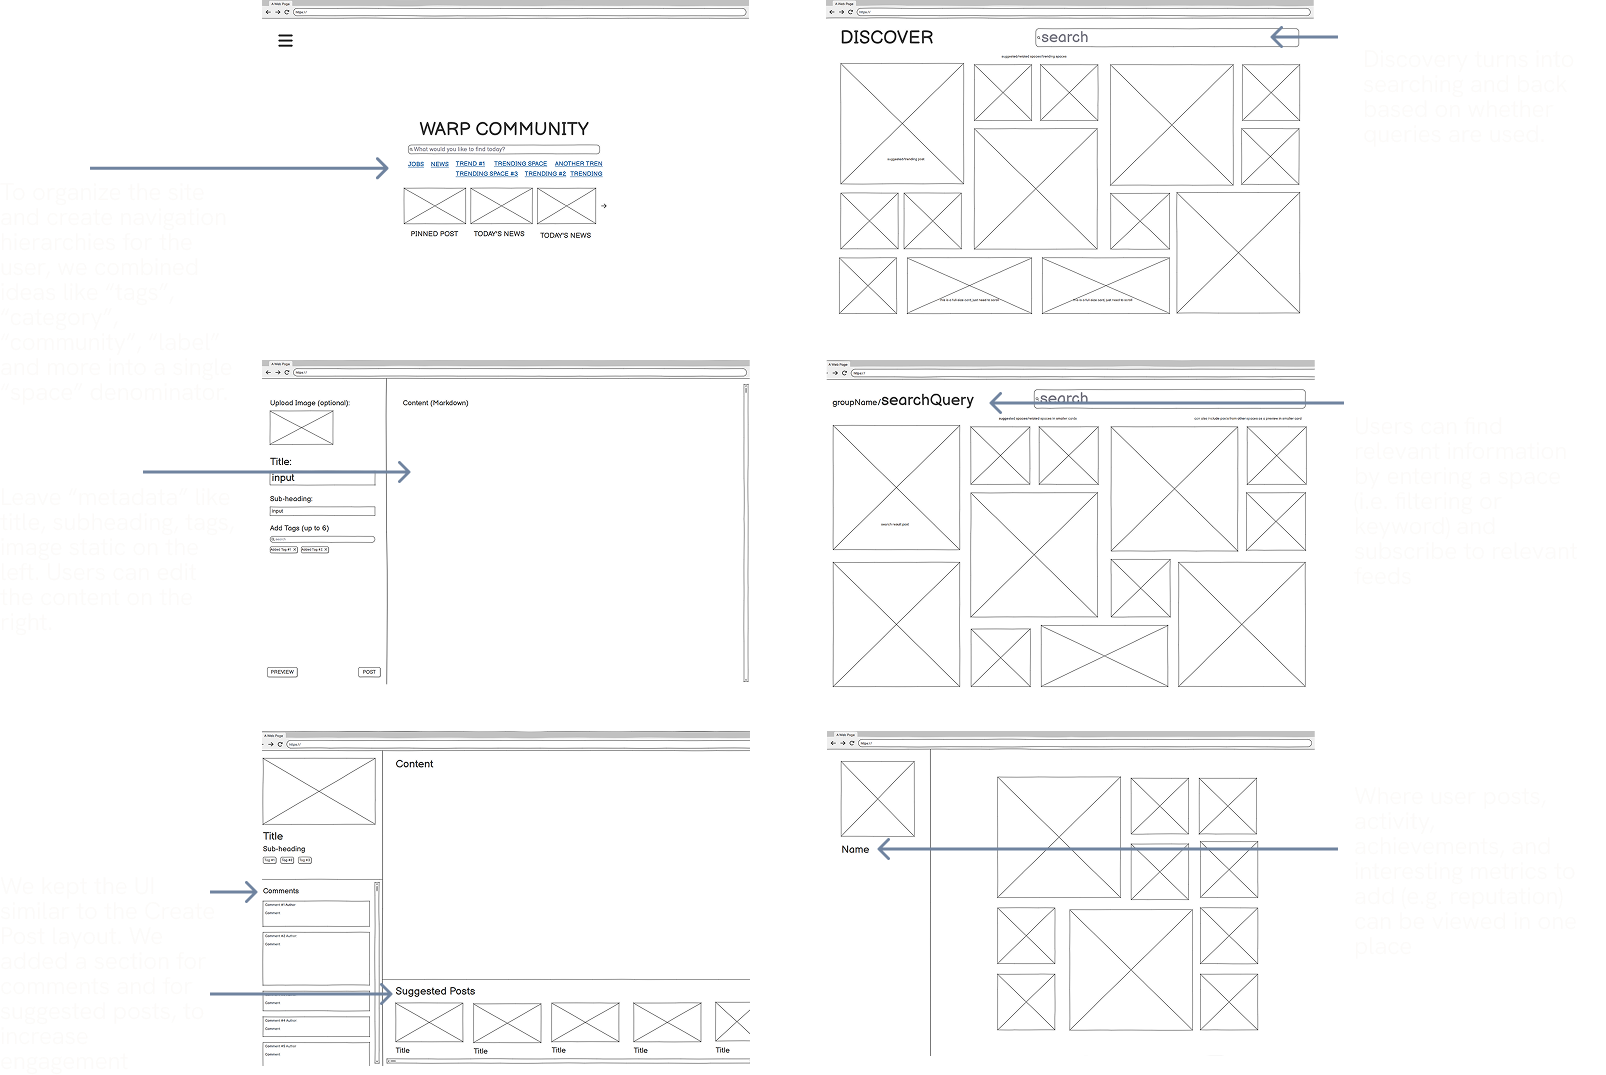 A Web Page
https://
WARP COMMUNITY
What would you like to find today?
JOBS NEWS TREND #1 TRENDING SPACE ANOTHER TREN
TRENDING SPACE #3 TRENDING #2 TRENDING
PINNED POST TODAY'S NEWS TODAY'S NEWS
To organize the site
and create navigation
hierarchies for the
user, we combined
ideas like "tags",
"category",
"community", "label"
and more into a single
"space" denominator.
A Web Page
https://
DISCOVER
search
suggested/related spaces/trending spaces
suggested/trending post
this is a full size card, just need to scroll
this is a full size card, just need to scroll
Discovery turns into
searching and back
based on whether
queries are used.
A Web Page
https://
Upload Image (optional):
Content (Markdown)
Title:
input
Sub-heading:
input
Add Tags (up to 6)
search
Added Tag #1 X Added Tag #2 X
PREVIEW POST
Leave "metadata" like
title, subheading, tags,
image static on the
left. Users can edit
the content on the
right.
A Web Page
https://
groupName/searchQuery
search
suggested spaces/related spaces in smaller cards
can also include posts from other spaces as a preview in smaller card
search result post
Users can find
relevant information
by entering a space
(i.e. filtering or
keyword) and
subscribe to relevant
feeds.
A Web Page
https://
Content
Title
Sub-heading
Tag #1 Tag #2 Tag #3
Comments
Comment #1 Author
Comment
Comment #2 Author
Comment
Comment
Comment #4 Author
Comment
Comment #5 Author
Comment
Suggested Posts
Title Title Title Title Title
We kept the UI
similar to the Create
Post layout. We
added a section for
comments and for
suggested posts, to
increase
engagement
A Web Page
https://
Name
Where user posts,
activity,
achievements, and
interesting metrics to
add (e.g. reputation)
can be viewed in one
place.